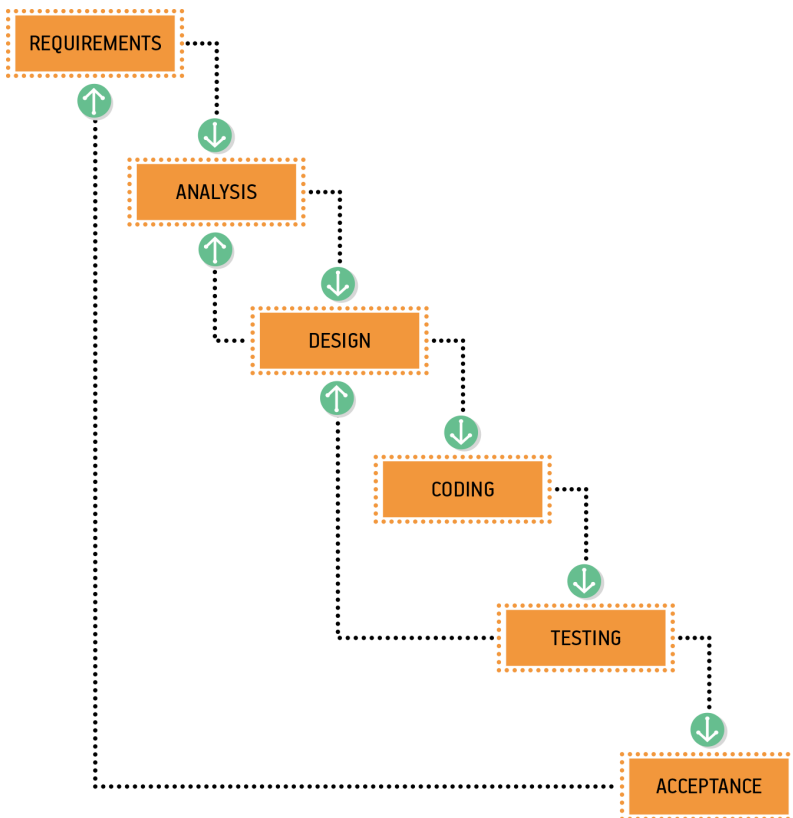 REQUIREMENTS
ANALYSIS
DESIGN
CODING
TESTING
ACCEPTANCE